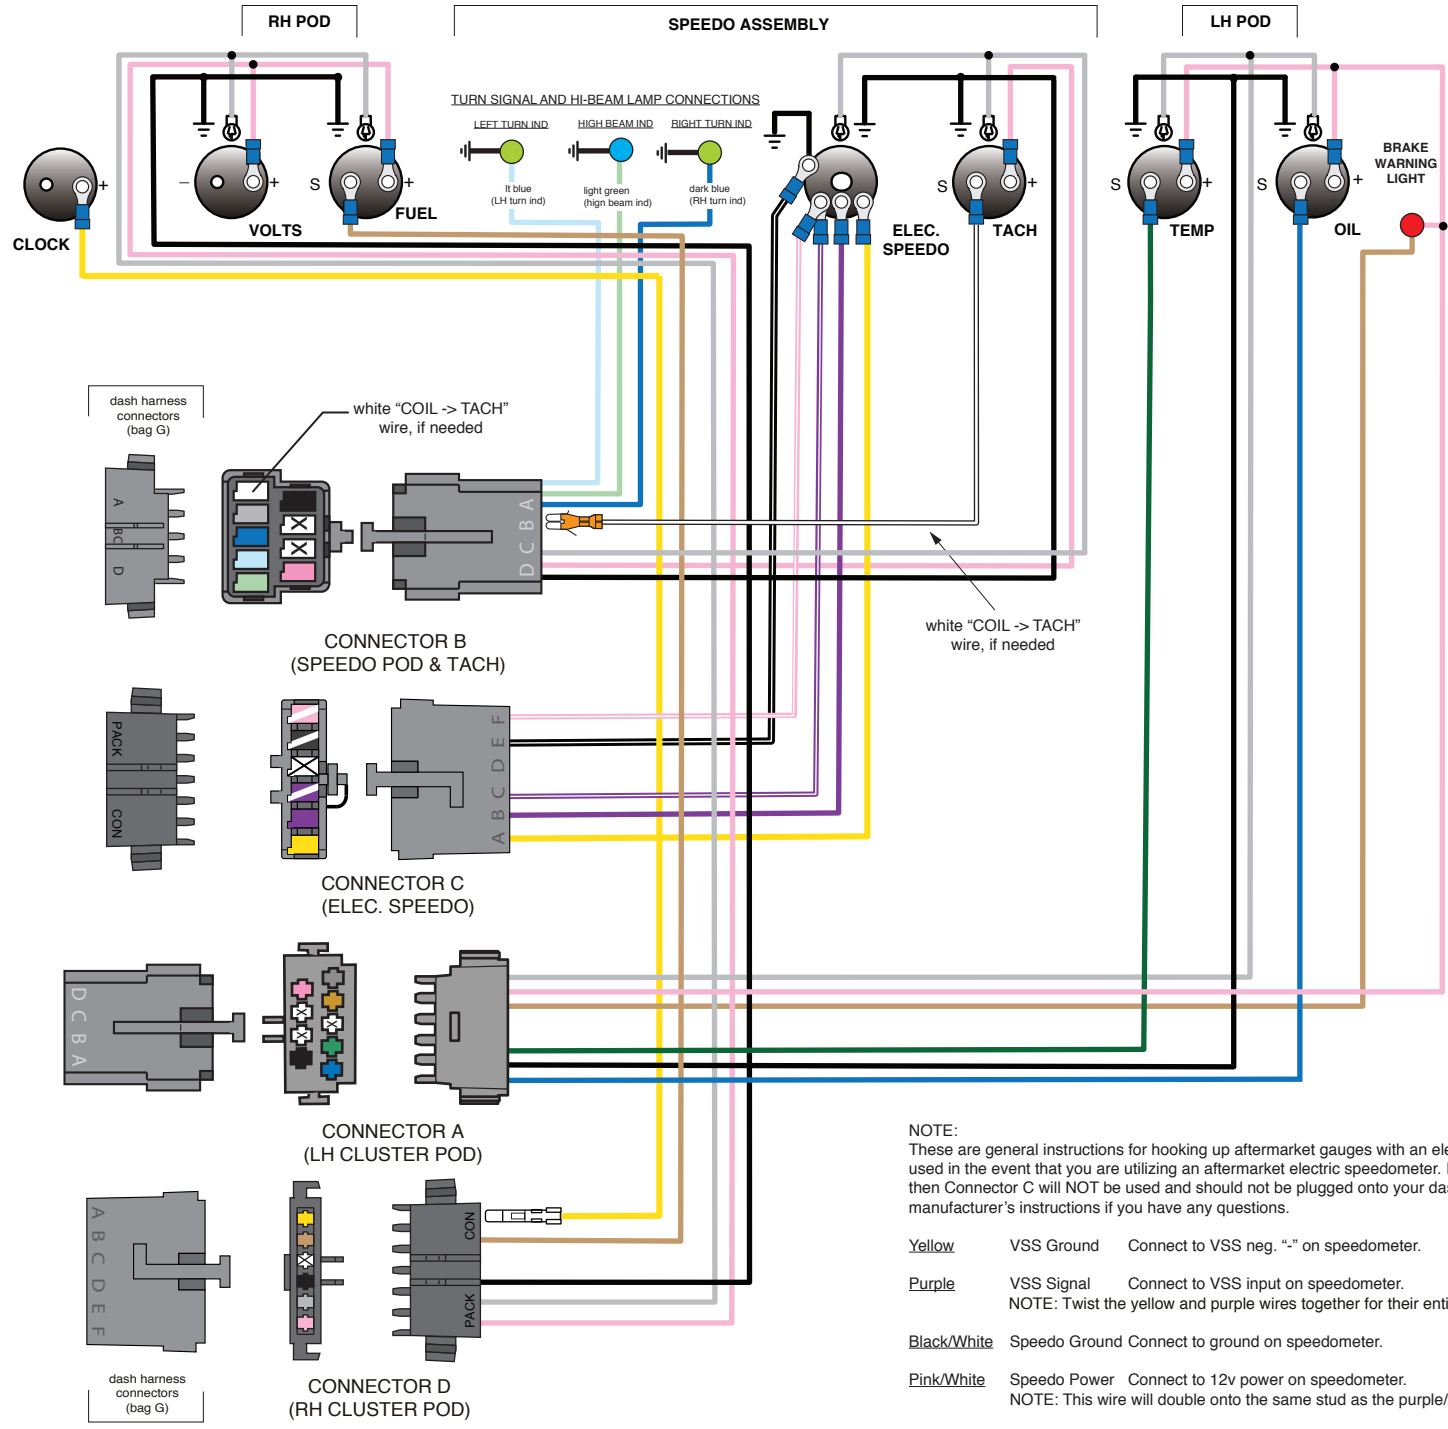 RH POD
SPEEDO ASSEMBLY
LH POD
TURN SIGNAL AND HI-BEAM LAMP CONNECTIONS
LEFT TURN IND
HIGH BEAM IND
RIGHT TURN IND
lt blue
(LH turn ind)
light green
(hign beam ind)
dark blue
(RH turn ind)
BRAKE
WARNING
LIGHT
+
CLOCK
–
+
VOLTS
S
+
FUEL
ELEC.
SPEEDO
S
+
TACH
S
+
TEMP
S
+
OIL
dash harness
connectors
(bag G)
white “COIL -> TACH”
wire, if needed
A
BC
D
D C B A
white “COIL -> TACH”
wire, if needed
CONNECTOR B
(SPEEDO POD & TACH)
PACK
CON
A B C D E F
CONNECTOR C
(ELEC. SPEEDO)
D C B A
CONNECTOR A
(LH CLUSTER POD)
A B C D E F
CON
PACK
CONNECTOR D
(RH CLUSTER POD)
dash harness
connectors
(bag G)
NOTE:
These are general instructions for hooking up aftermarket gauges with an ele
used in the event that you are utilizing an aftermarket electric speedometer.
then Connector C will NOT be used and should not be plugged onto your das
manufacturer’s instructions if you have any questions.
Yellow VSS Ground Connect to VSS neg. “-” on speedometer.
Purple VSS Signal Connect to VSS input on speedometer.
NOTE: Twist the yellow and purple wires together for their enti
Black/White Speedo Ground Connect to ground on speedometer.
Pink/White Speedo Power Connect to 12v power on speedometer.
NOTE: This wire will double onto the same stud as the purple/